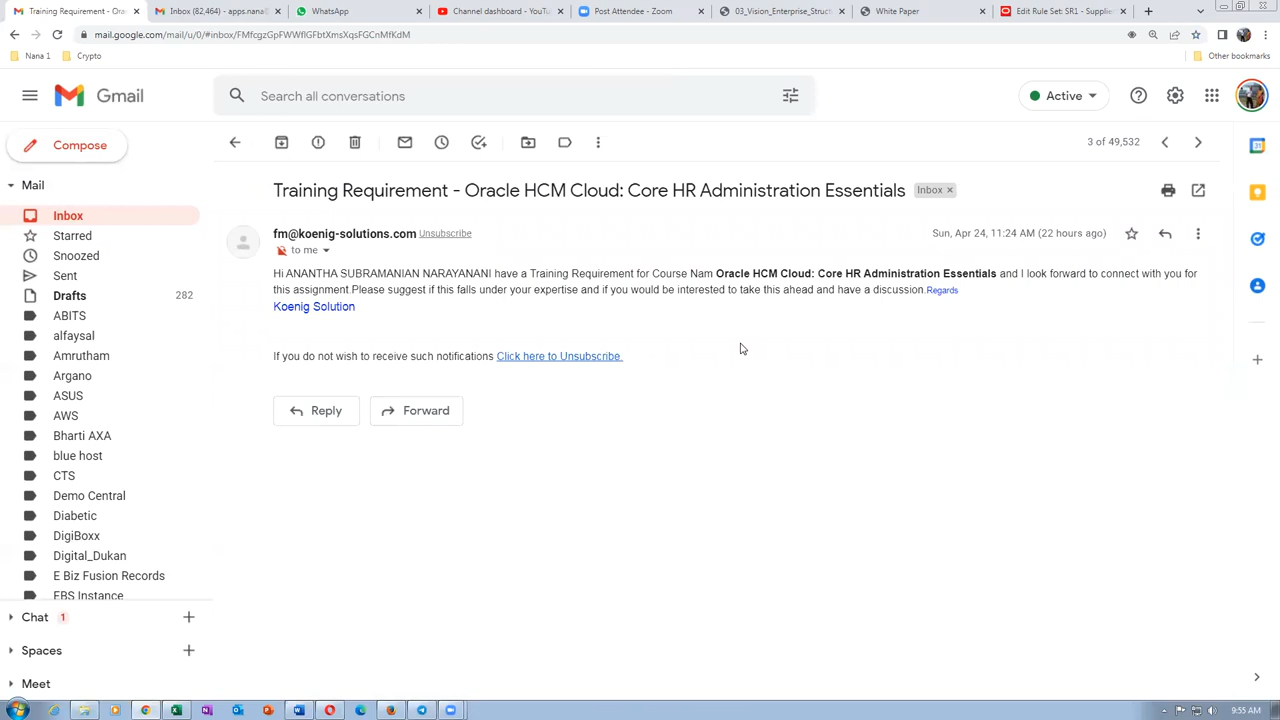 Training Requirement - Ora
Inbox (82,464) - apps.nana
WhatsApp
Channel dashboard - YouTu
Post Attendee - Zoom
03_Vision_Enterprise_Struct
White Paper
Edit Rule Set: SR1 - Supplie
mail.google.com/mail/u/0/#inbox/FMfcgzGpFWWflGFbtXmsXqsFGCnMfKdM
Nana 1
Crypto
Other bookmarks
Gmail
Search all conversations
Active
Compose
3 of 49,532
Mail
Training Requirement - Oracle HCM Cloud: Core HR Administration Essentials
Inbox ×
Inbox
fm@koenig-solutions.com Unsubscribe
Sun, Apr 24, 11:24 AM (22 hours ago)
Starred
to me
Snoozed
Hi ANANTHA SUBRAMANIAN NARAYANANI have a Training Requirement for Course Nam Oracle HCM Cloud: Core HR Administration Essentials and I look forward to connect with you for
Sent
this assignment.Please suggest if this falls under your expertise and if you would be interested to take this ahead and have a discussion.Regards
Drafts 282
Koenig Solution
ABITS
alfaysal
Amrutham
If you do not wish to receive such notifications Click here to Unsubscribe.
Argano
ASUS
Reply
Forward
AWS
Bharti AXA
blue host
CTS
Demo Central
Diabetic
DigiBoxx
Digital_Dukan
E Biz Fusion Records
EBS Instance
Chat 1
Spaces
Meet
9:55 AM